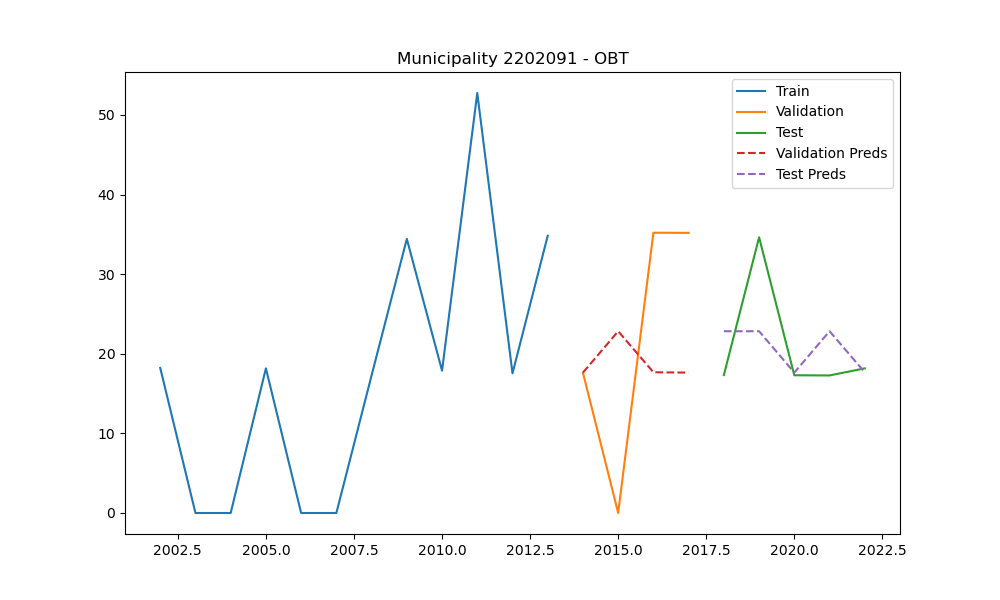 Municipality 2202091 - OBT
Train
Validation
Test
Validation Preds
Test Preds
50
40
30
20
10
0
2002.5 2005.0 2007.5 2010.0 2012.5 2015.0 2017.5 2020.0 2022.5